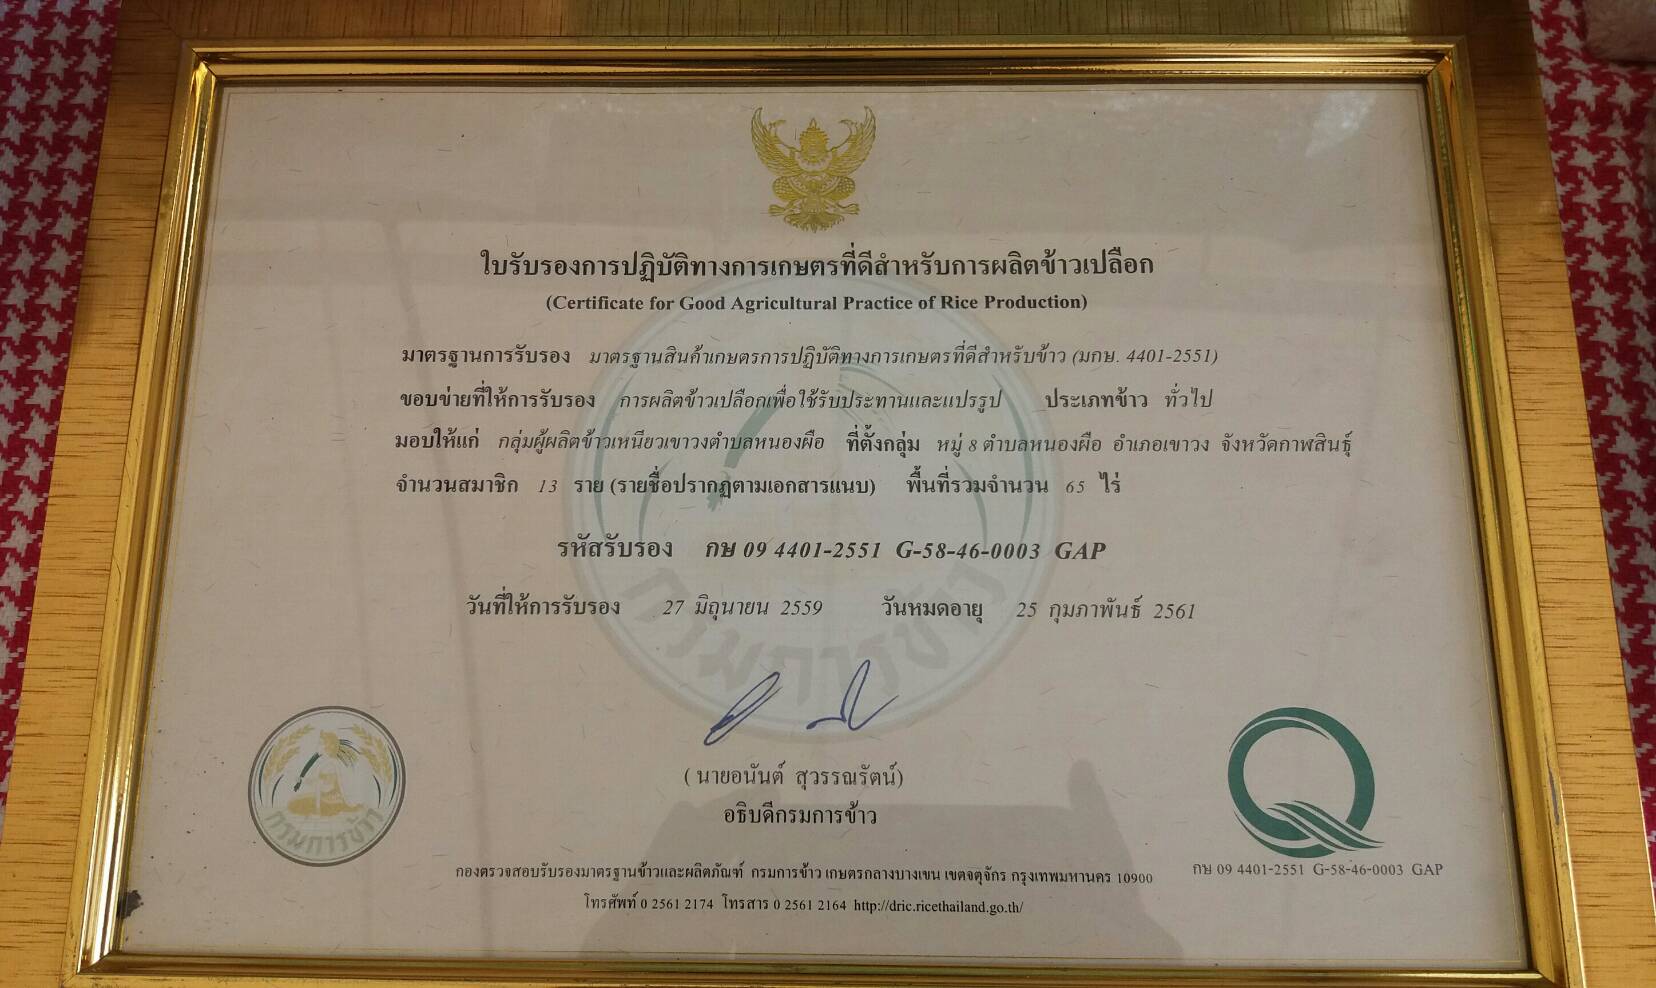 ใบรับรองการปฏิบัติทางการเกษตรที่ดีสำหรับการผลิตข้าวเปลือก
(Certificate for Good Agricultural Practice of Rice Production)
มาตรฐานการรับรอง มาตรฐานสินค้าเกษตรการปฏิบัติทางการเกษตรที่ดีสำหรับข้าว (มกษ. 4401-2551)
ขอบข่ายที่ให้การรับรอง การผลิตข้าวเปลือกเพื่อใช้รับประทานและแปรรูป ประเภทข้าว ทั่วไป
มอบให้แก่ กลุ่มผู้ผลิตข้าวเหนียวเขาวงตำบลหนองผือ ที่ตั้งกลุ่ม หมู่ 8 ตำบลหนองผือ อำเภอเขาวง จังหวัดกาฬสินธุ์
จำนวนสมาชิก 13 ราย (รายชื่อปรากฏตามเอกสารแนบ) พื้นที่รวมจำนวน 65 ไร่
รหัสรับรอง กษ 09 4401-2551 G-58-46-0003 GAP
วันที่ให้การรับรอง 27 มิถุนายน 2559 วันหมดอายุ 25 กุมภาพันธ์ 2561
กรมการข้าว
(นายอนันต์ สุวรรณรัตน์)
อธิบดีกรมการข้าว
กรมการข้าว
กษ 09 4401-2551 G-58-46-0003 GAP
กองตรวจสอบรับรองมาตรฐานข้าวและผลิตภัณฑ์ กรมการข้าว เกษตรกลางบางเขน เขตจตุจักร กรุงเทพมหานคร 10900
โทรศัพท์ 0 2561 2174 โทรสาร 0 2561 2164 http://dric.ricethailand.go.th/